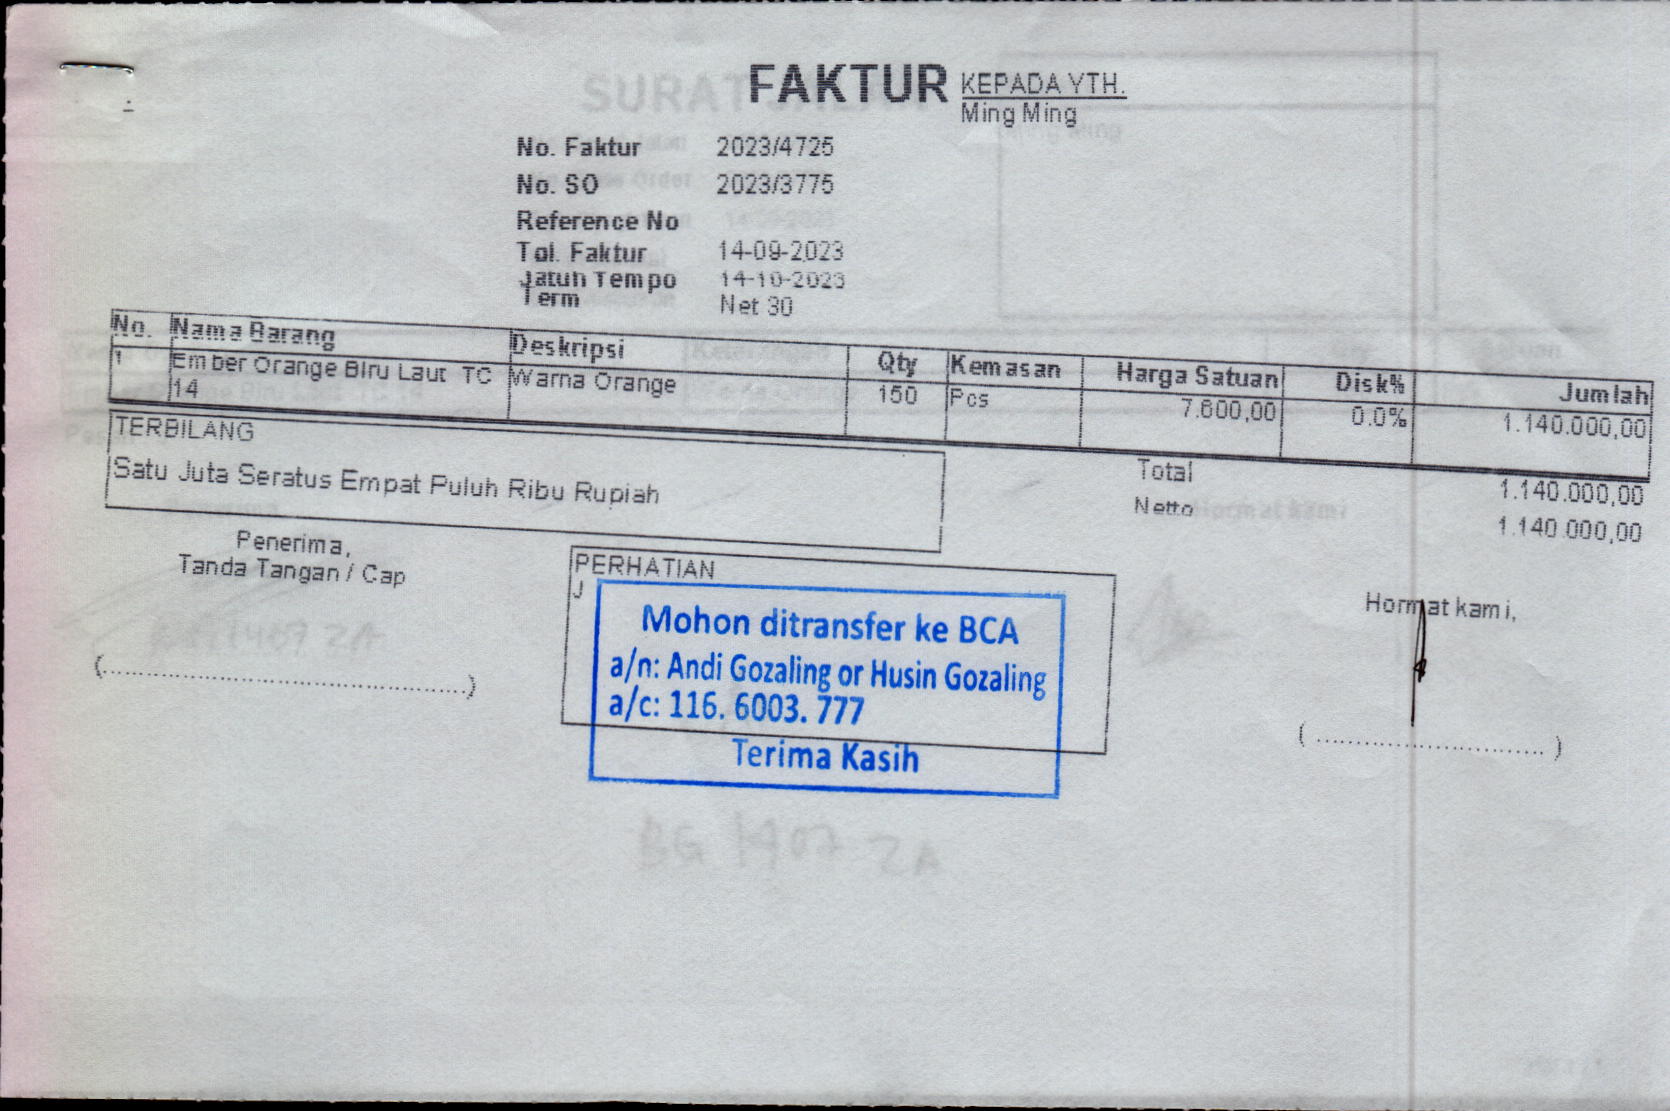 FAKTUR
KEPADA YTH.
Ming Ming
No. Faktur 2023/4725
No. SO 2023/3775
Reference No
Tgl. Faktur 14-09-2023
Jatuh Tempo 14-10-2023
Term Net 30
No. Nama Barang Deskripsi Qty Kemasan Harga Satuan Disk% Jumlah
1 Ember Orange Biru Laut TC 14 Warna Orange 150 Pcs 7.600,00 0.0% 1.140.000,00
TERBILANG
Satu Juta Seratus Empat Puluh Ribu Rupiah
Total 1.140.000,00
Netto 1.140.000,00
Penerima,
Tanda Tangan / Cap
(................................................)
PERHATIAN
J
Mohon ditransfer ke BCA
a/n: Andi Gozaling or Husin Gozaling
a/c: 116. 6003. 777
Terima Kasih
Hormat kami,
( .............................. )
BG 1407 ZA